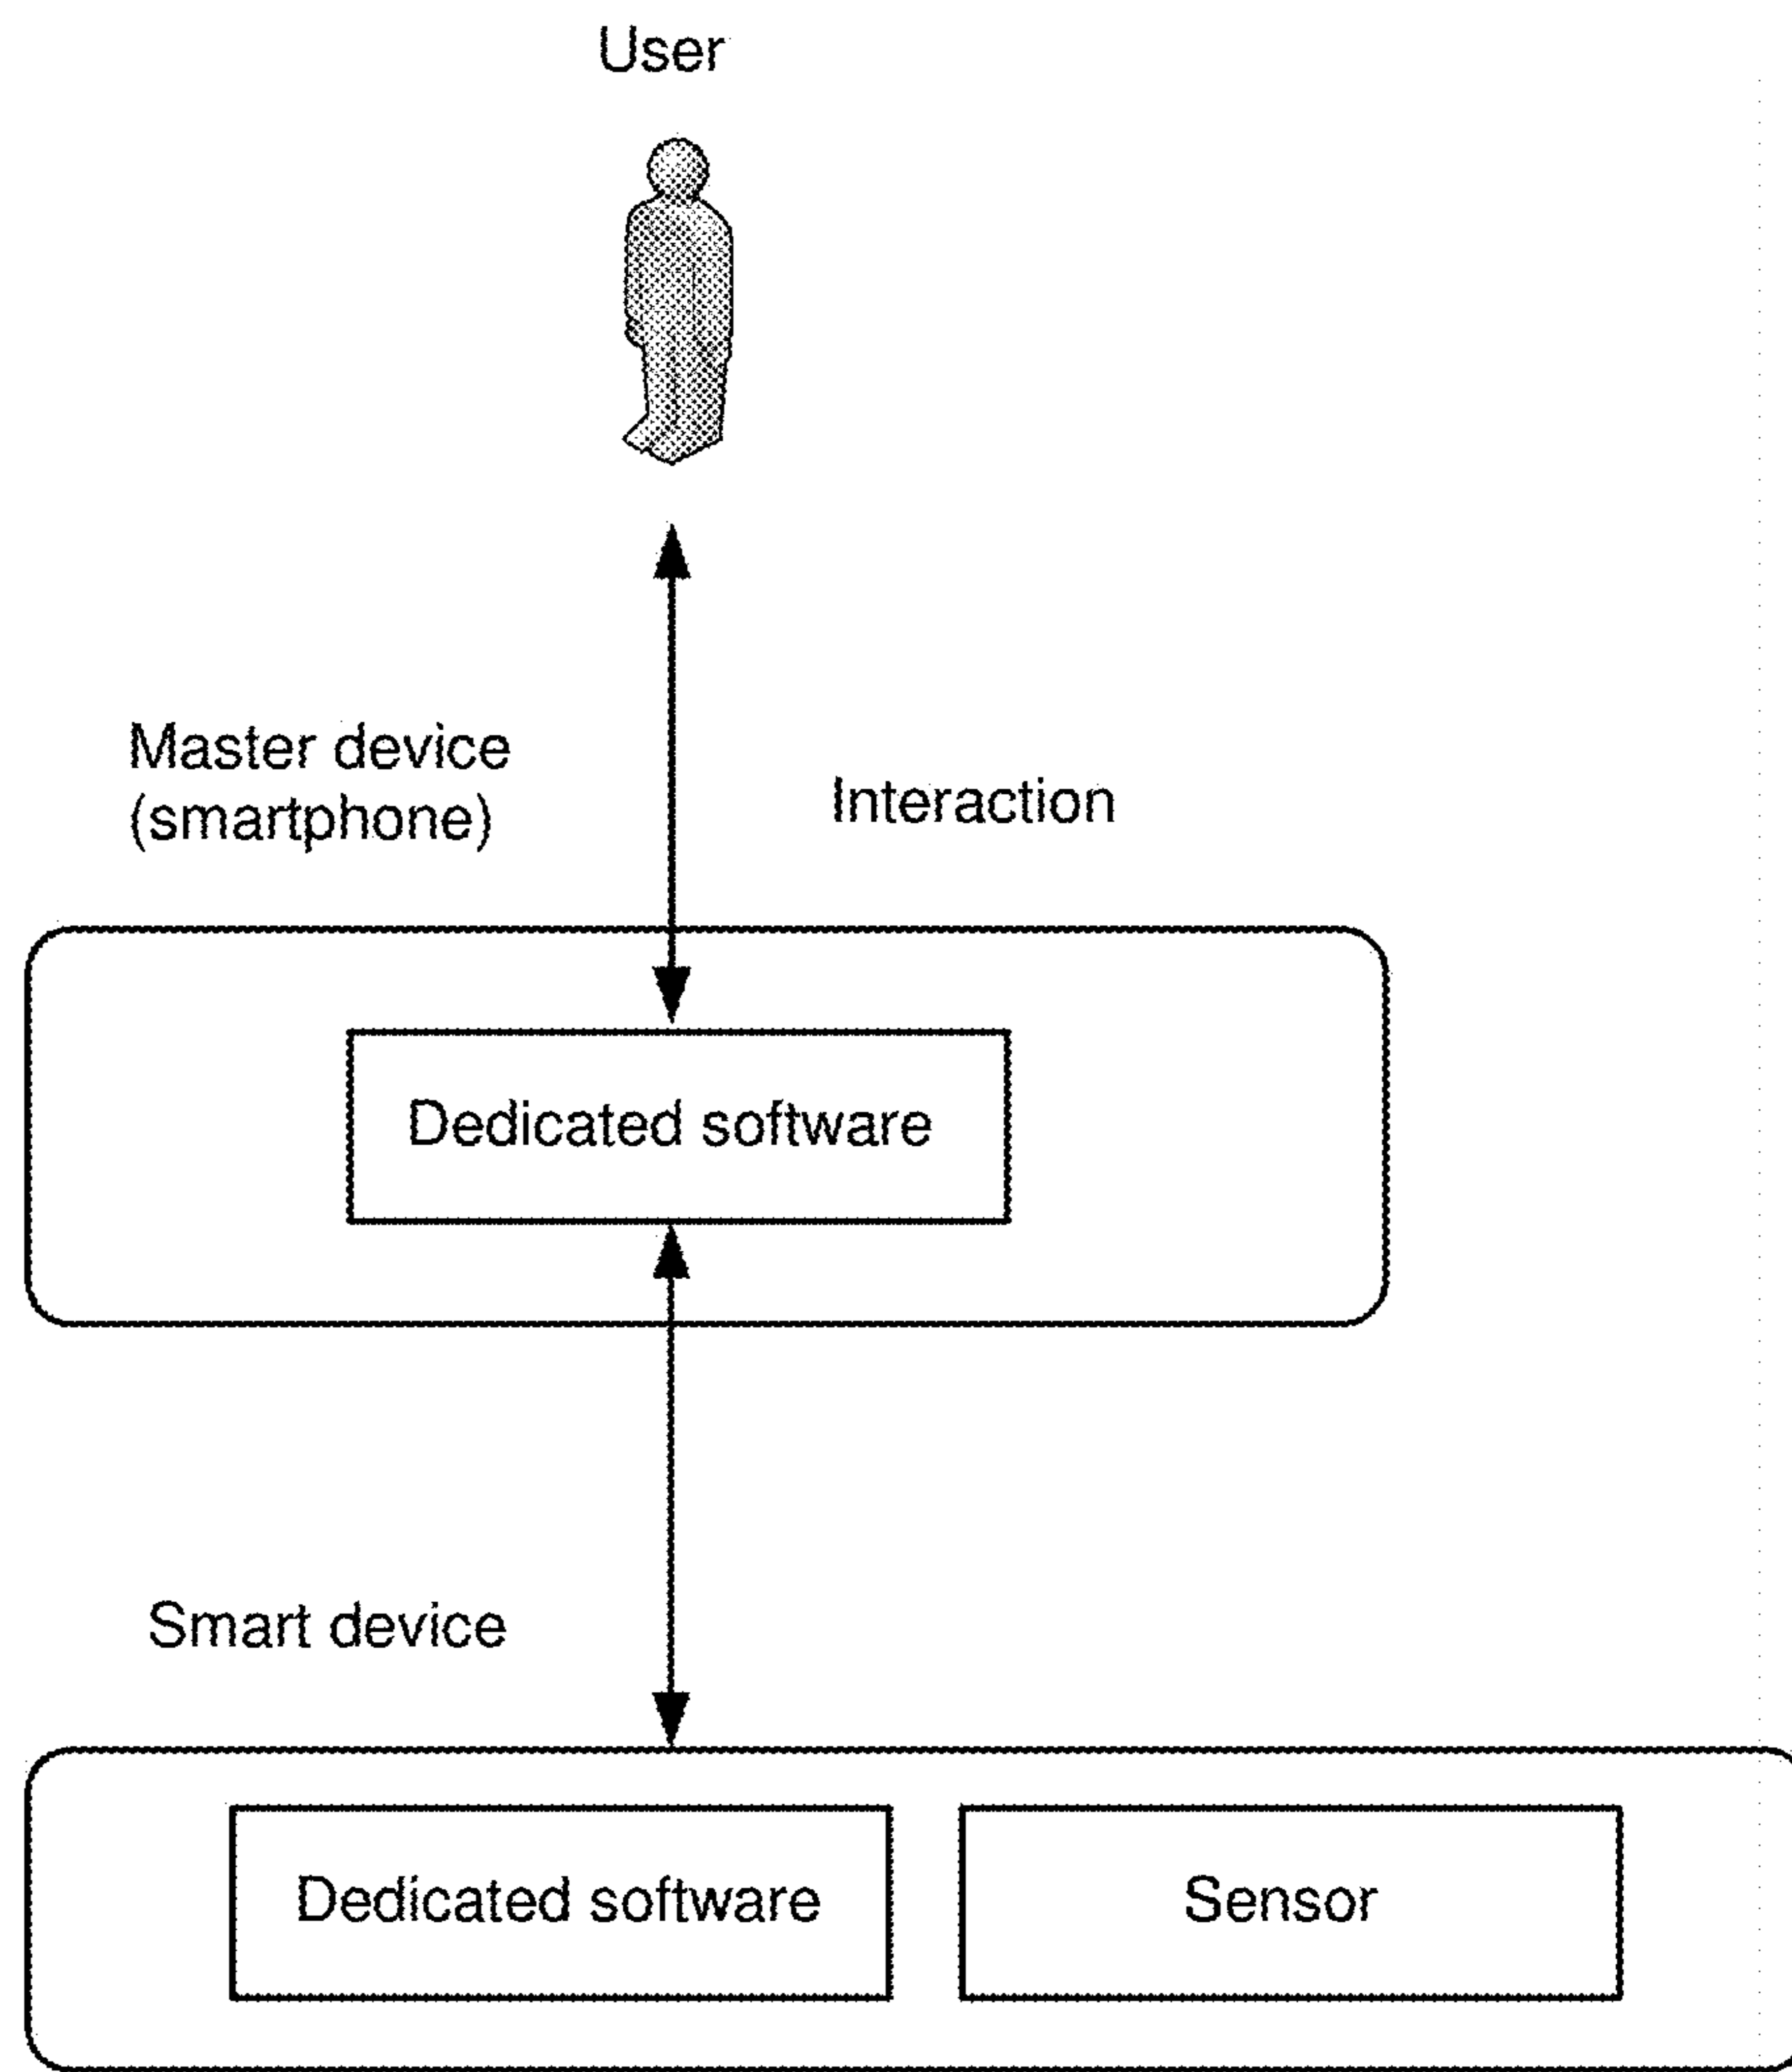 User
Master device
(smartphone)
Interaction
Dedicated software
Smart device
Dedicated software
Sensor